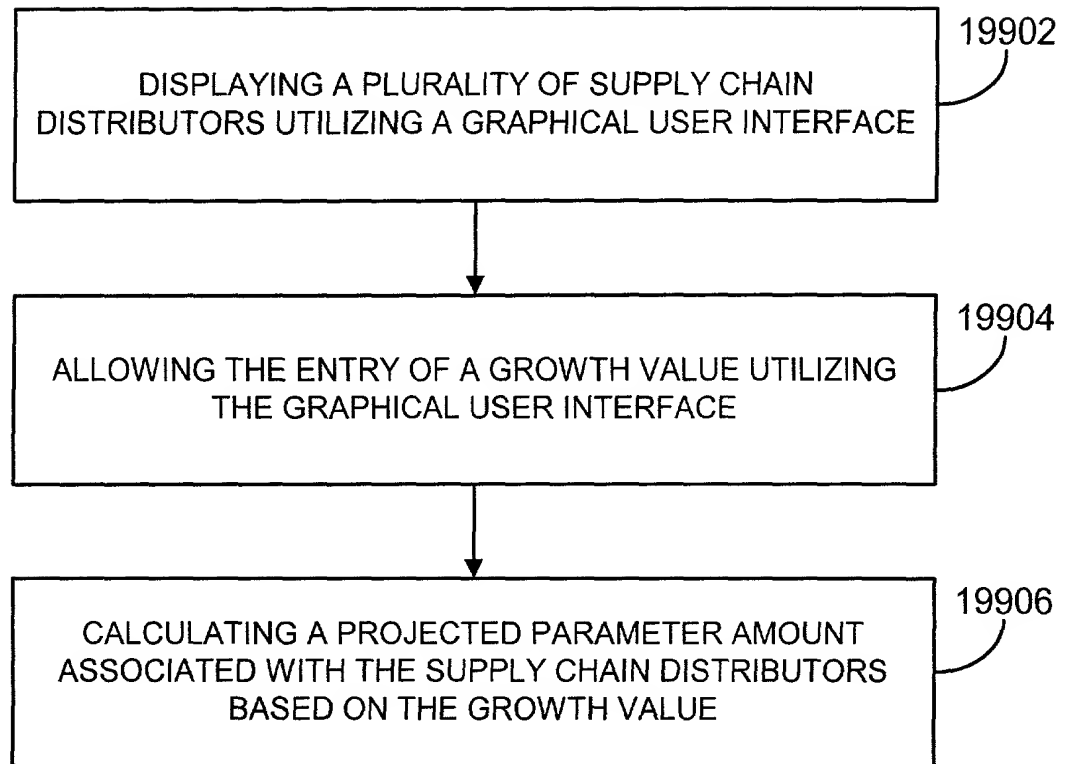 19902
DISPLAYING A PLURALITY OF SUPPLY CHAIN
DISTRIBUTORS UTILIZING A GRAPHICAL USER INTERFACE
19904
ALLOWING THE ENTRY OF A GROWTH VALUE UTILIZING
THE GRAPHICAL USER INTERFACE
19906
CALCULATING A PROJECTED PARAMETER AMOUNT
ASSOCIATED WITH THE SUPPLY CHAIN DISTRIBUTORS
BASED ON THE GROWTH VALUE